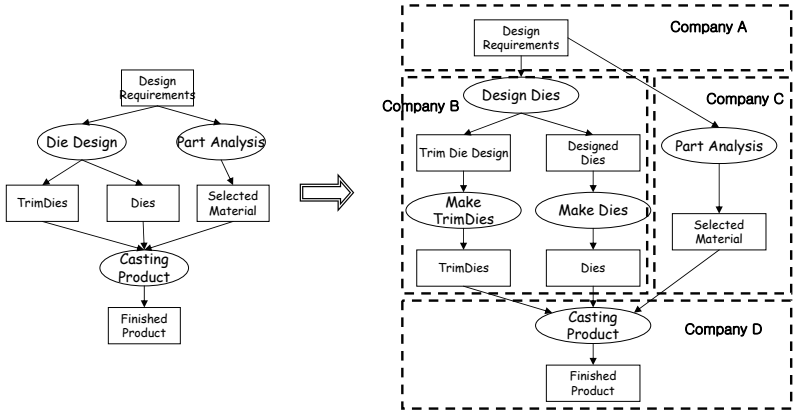 Design
Requirements
Die Design
Part Analysis
TrimDies
Dies
Selected
Material
Casting
Product
Finished
Product
Company A
Design
Requirements
Company B
Design Dies
Company C
Trim Die Design
Designed
Dies
Part Analysis
Make
TrimDies
Make Dies
Selected
Material
TrimDies
Dies
Casting
Product
Company D
Finished
Product